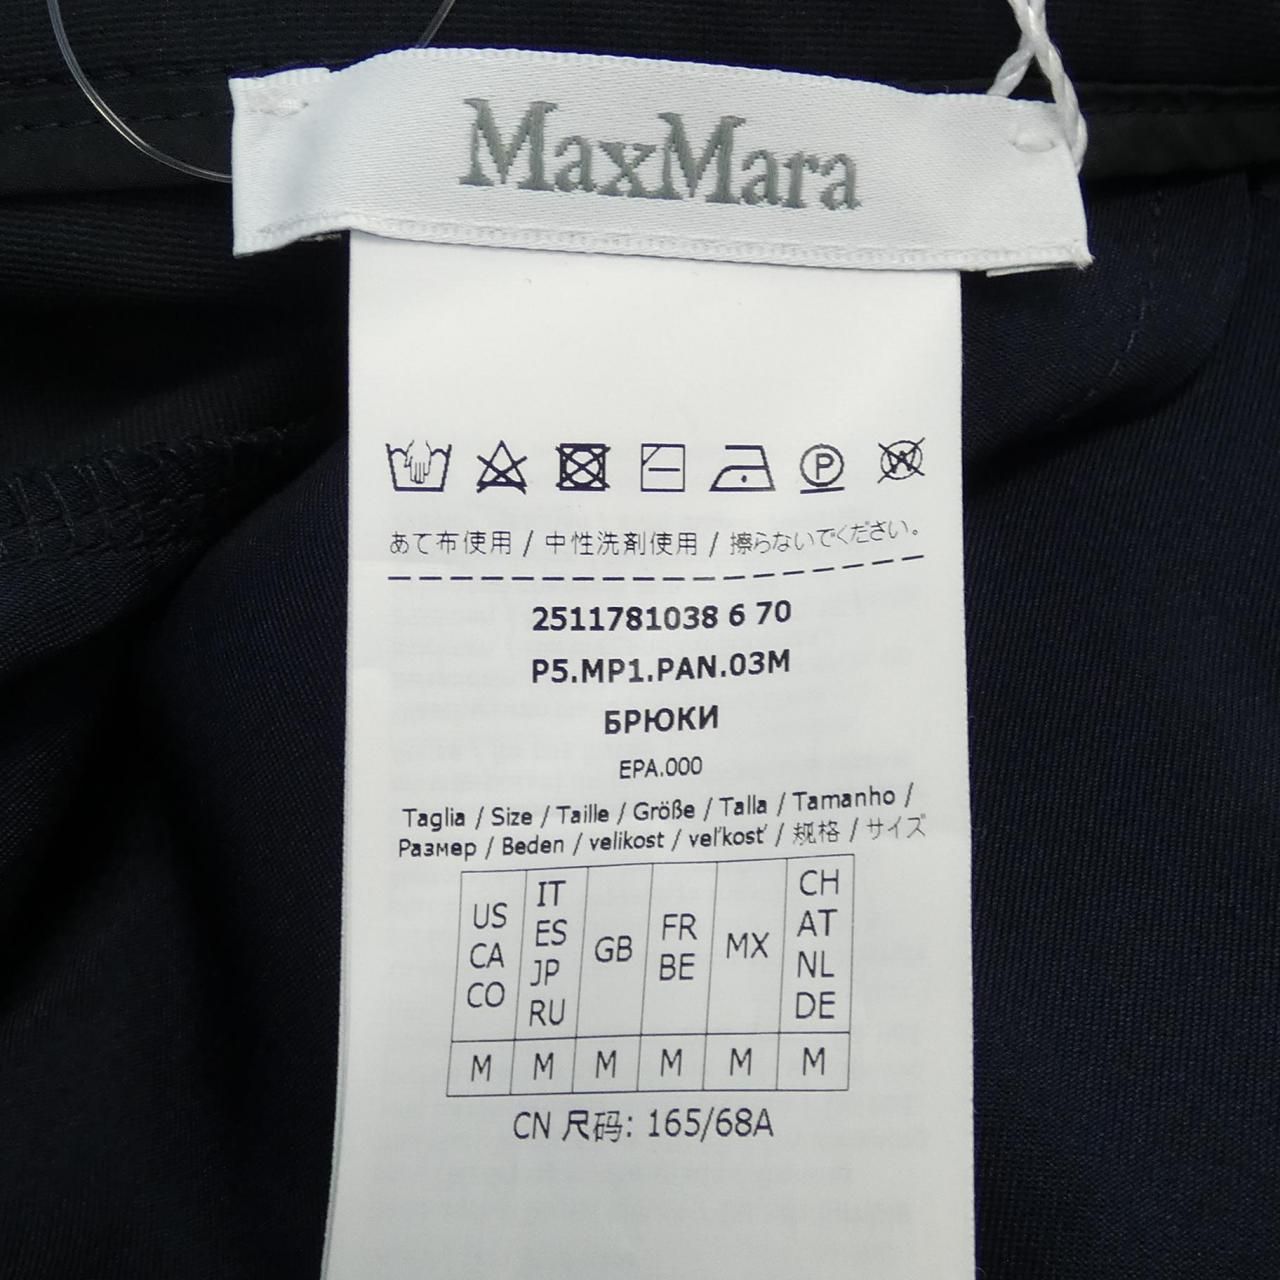 MaxMara
P
W
あて布使用 / 中性洗剤使用 / 擦らないでください。
2511781038 6 70
P5.MP1.PAN.03M
БРЮКИ
EPA.000
Taglia / Size / Taille / Größe / Talla / Tamanho /
Размер / Beden / velikost / veľkosť / 规格 / サイズ
US CA CO
IT ES JP RU
GB
FR BE
MX
CH AT NL DE
M M M M M M
CN 尺码: 165/68A